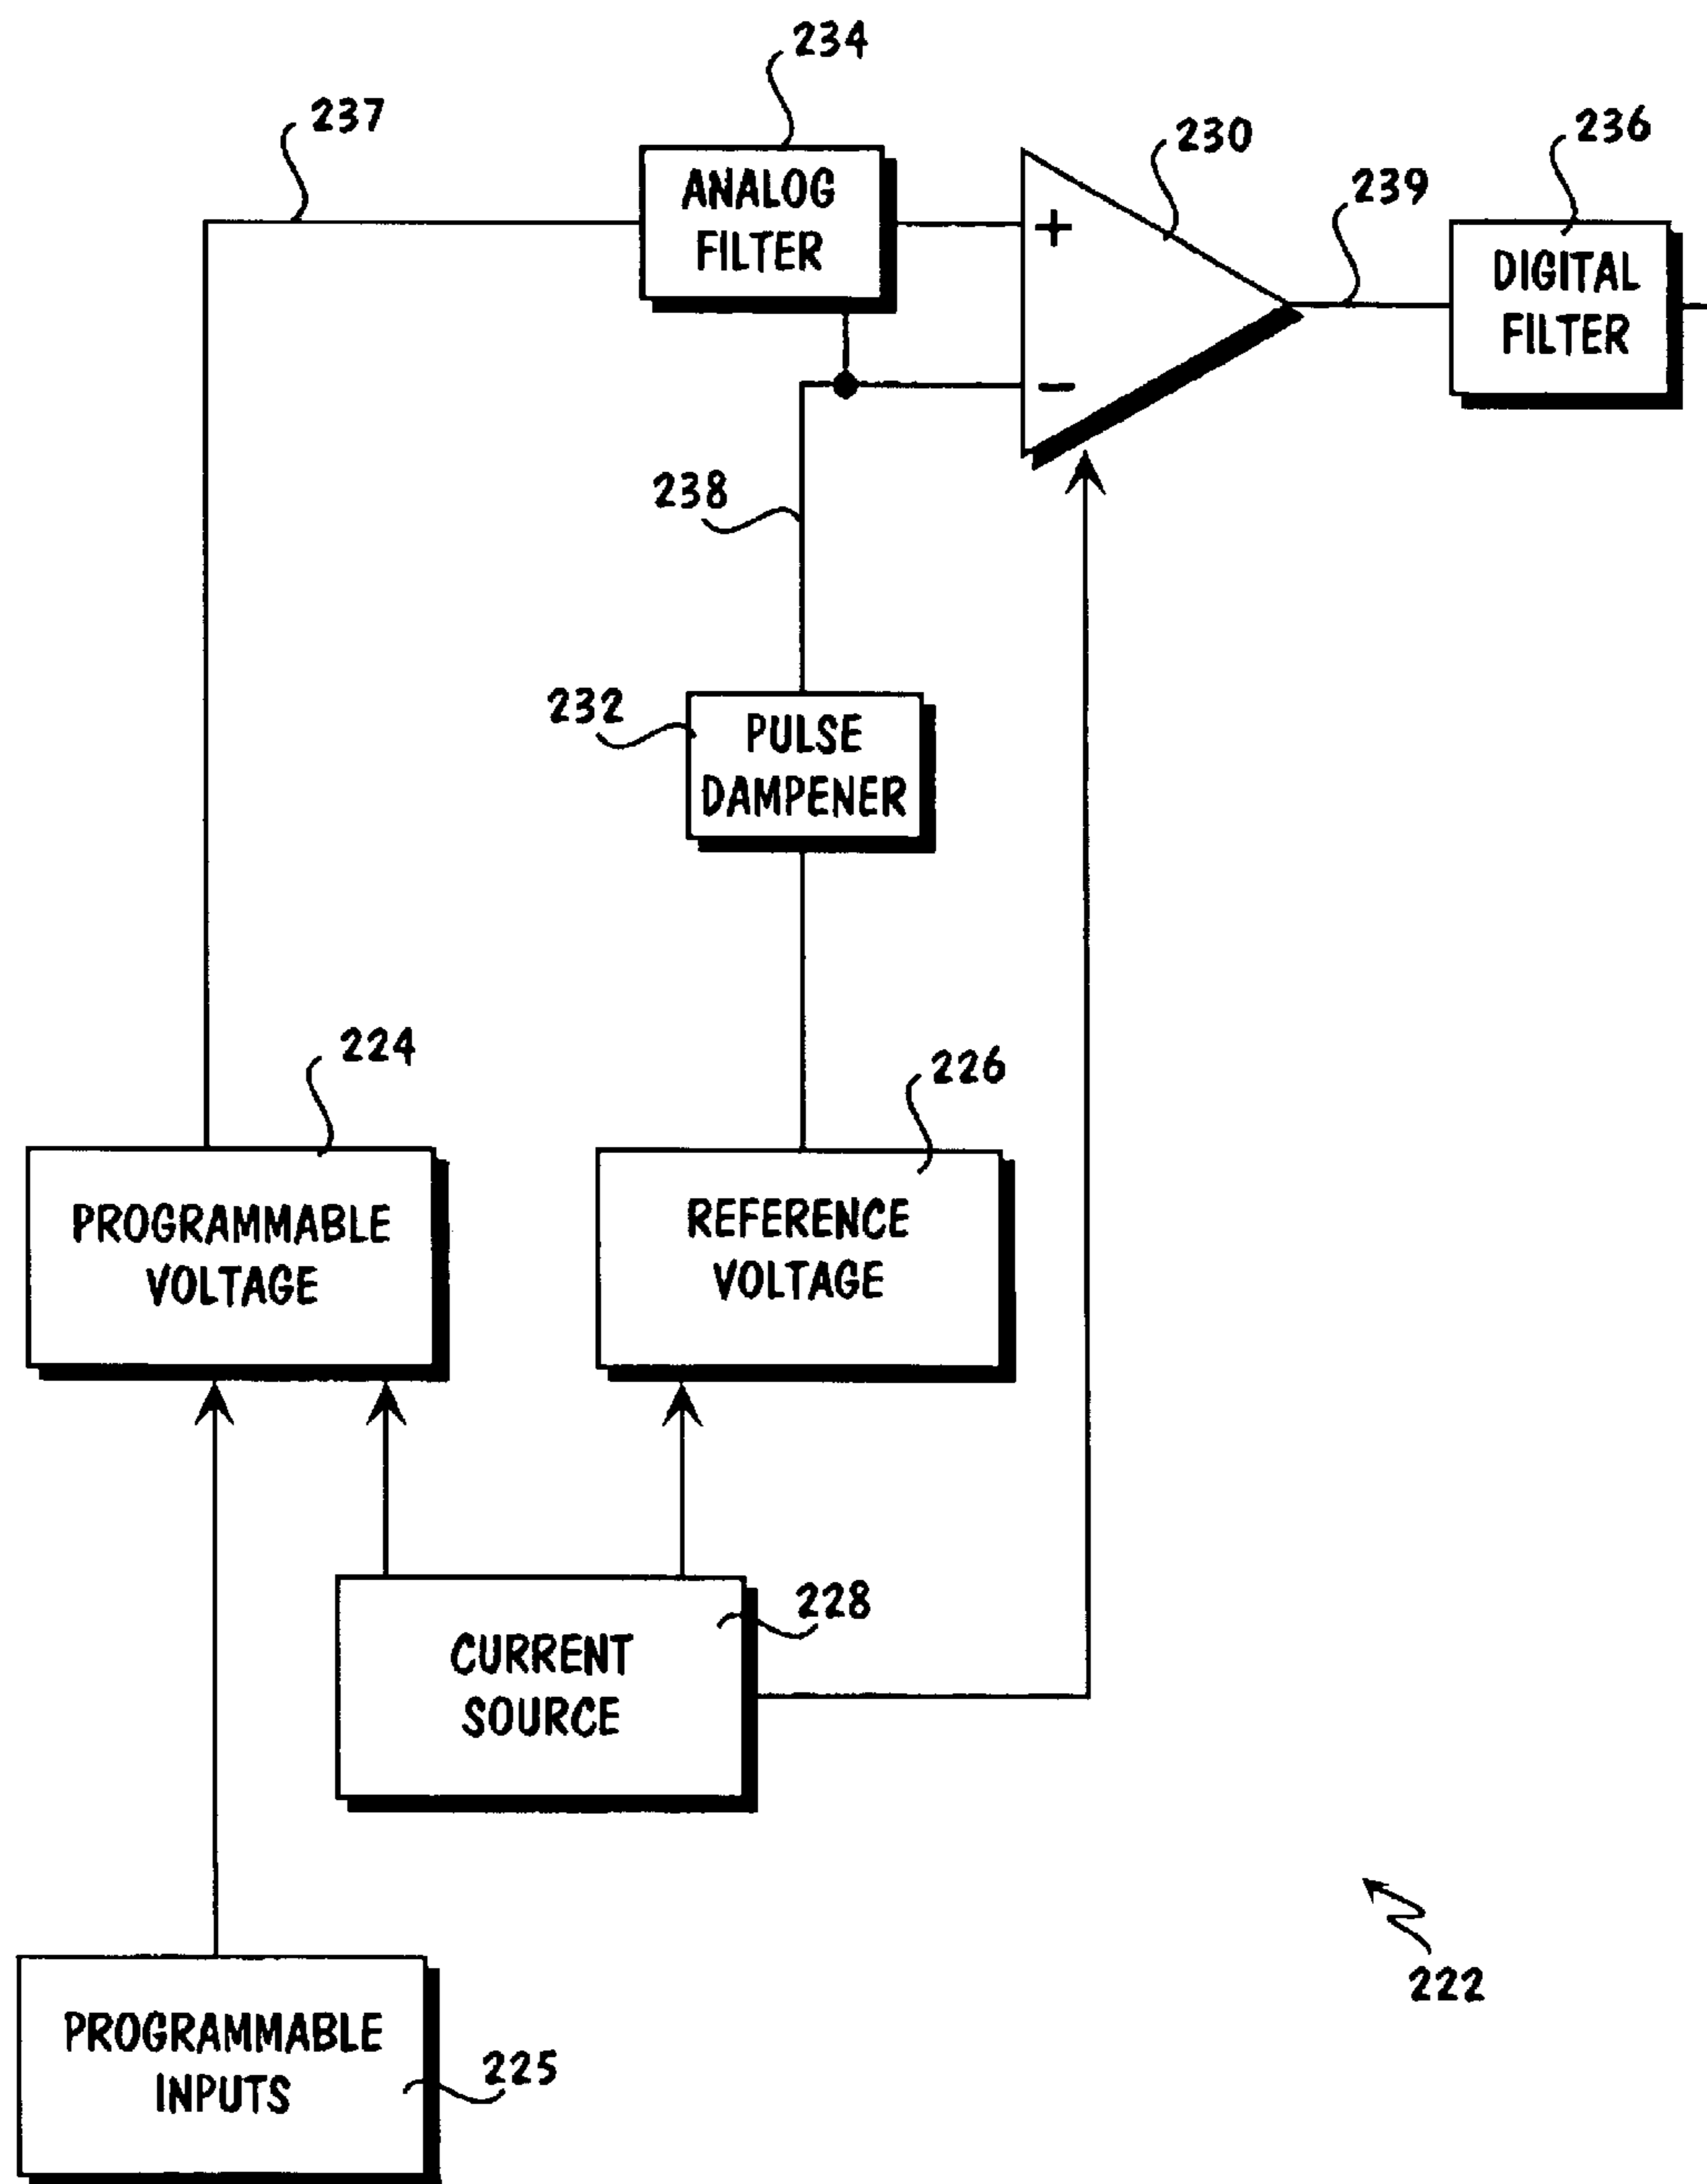 234
237
230
236
239
ANALOG
FILTER
+
DIGITAL
FILTER
−
238
232
PULSE
DAMPENER
224
226
PROGRAMMABLE
VOLTAGE
REFERENCE
VOLTAGE
228
CURRENT
SOURCE
222
PROGRAMMABLE
INPUTS
225